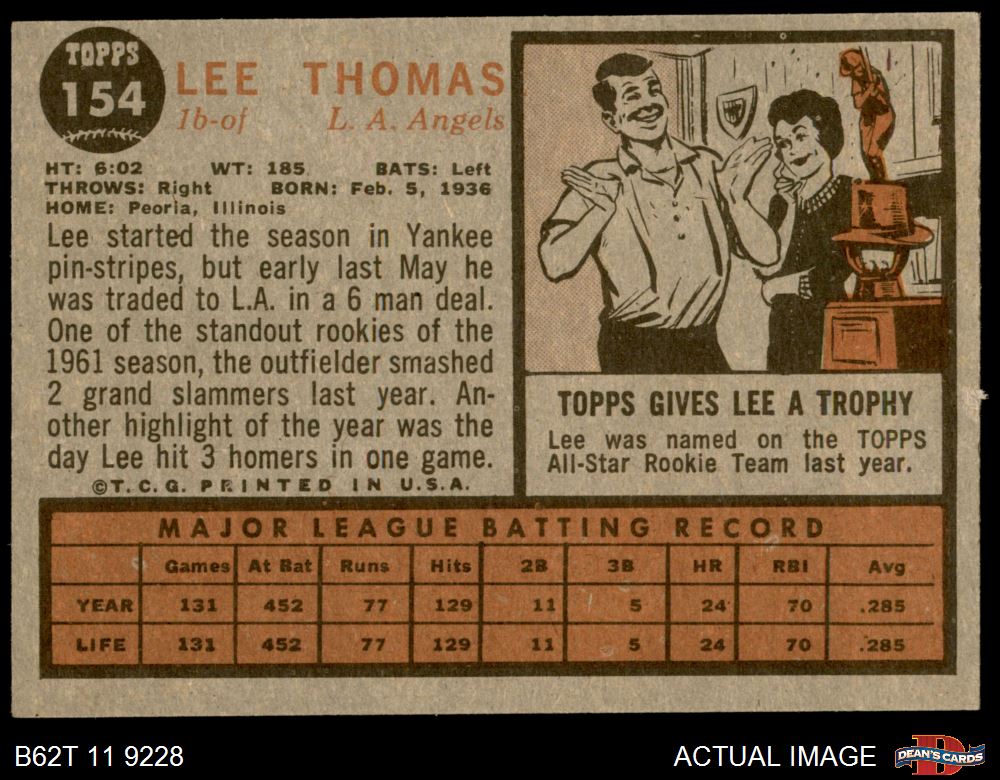 TOPPS
154
LEE THOMAS
1b-of L. A. Angels
HT: 6:02 WT: 185 BATS: Left
THROWS: Right BORN: Feb. 5, 1936
HOME: Peoria, Illinois
Lee started the season in Yankee
pin-stripes, but early last May he
was traded to L.A. in a 6 man deal.
One of the standout rookies of the
1961 season, the outfielder smashed
2 grand slammers last year. An-
other highlight of the year was the
day Lee hit 3 homers in one game.
©T. C. G. PRINTED IN U.S.A.
TOPPS GIVES LEE A TROPHY
Lee was named on the TOPPS
All-Star Rookie Team last year.
MAJOR LEAGUE BATTING RECORD
Games At Bat Runs Hits 2B 3B HR RBI Avg
YEAR 131 452 77 129 11 5 24 70 .285
LIFE 131 452 77 129 11 5 24 70 .285
B62T 11 9228
ACTUAL IMAGE
D
DEAN'S CARDS